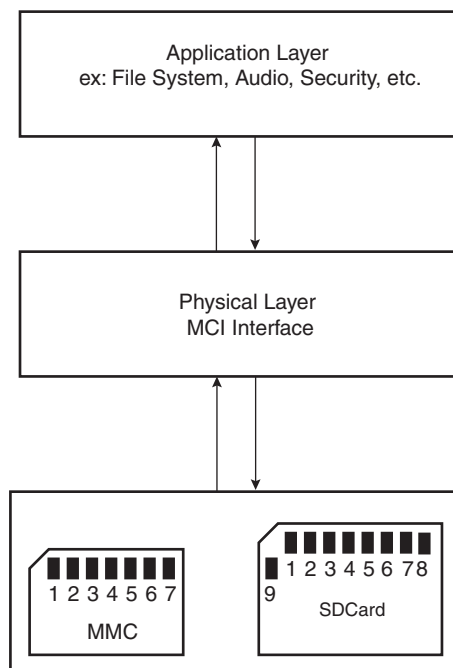 Application Layer
ex: File System, Audio, Security, etc.
Physical Layer
MCI Interface
1 2 3 4 5 6 7
MMC
1 2 3 4 5 6 7 8
9
SDCard